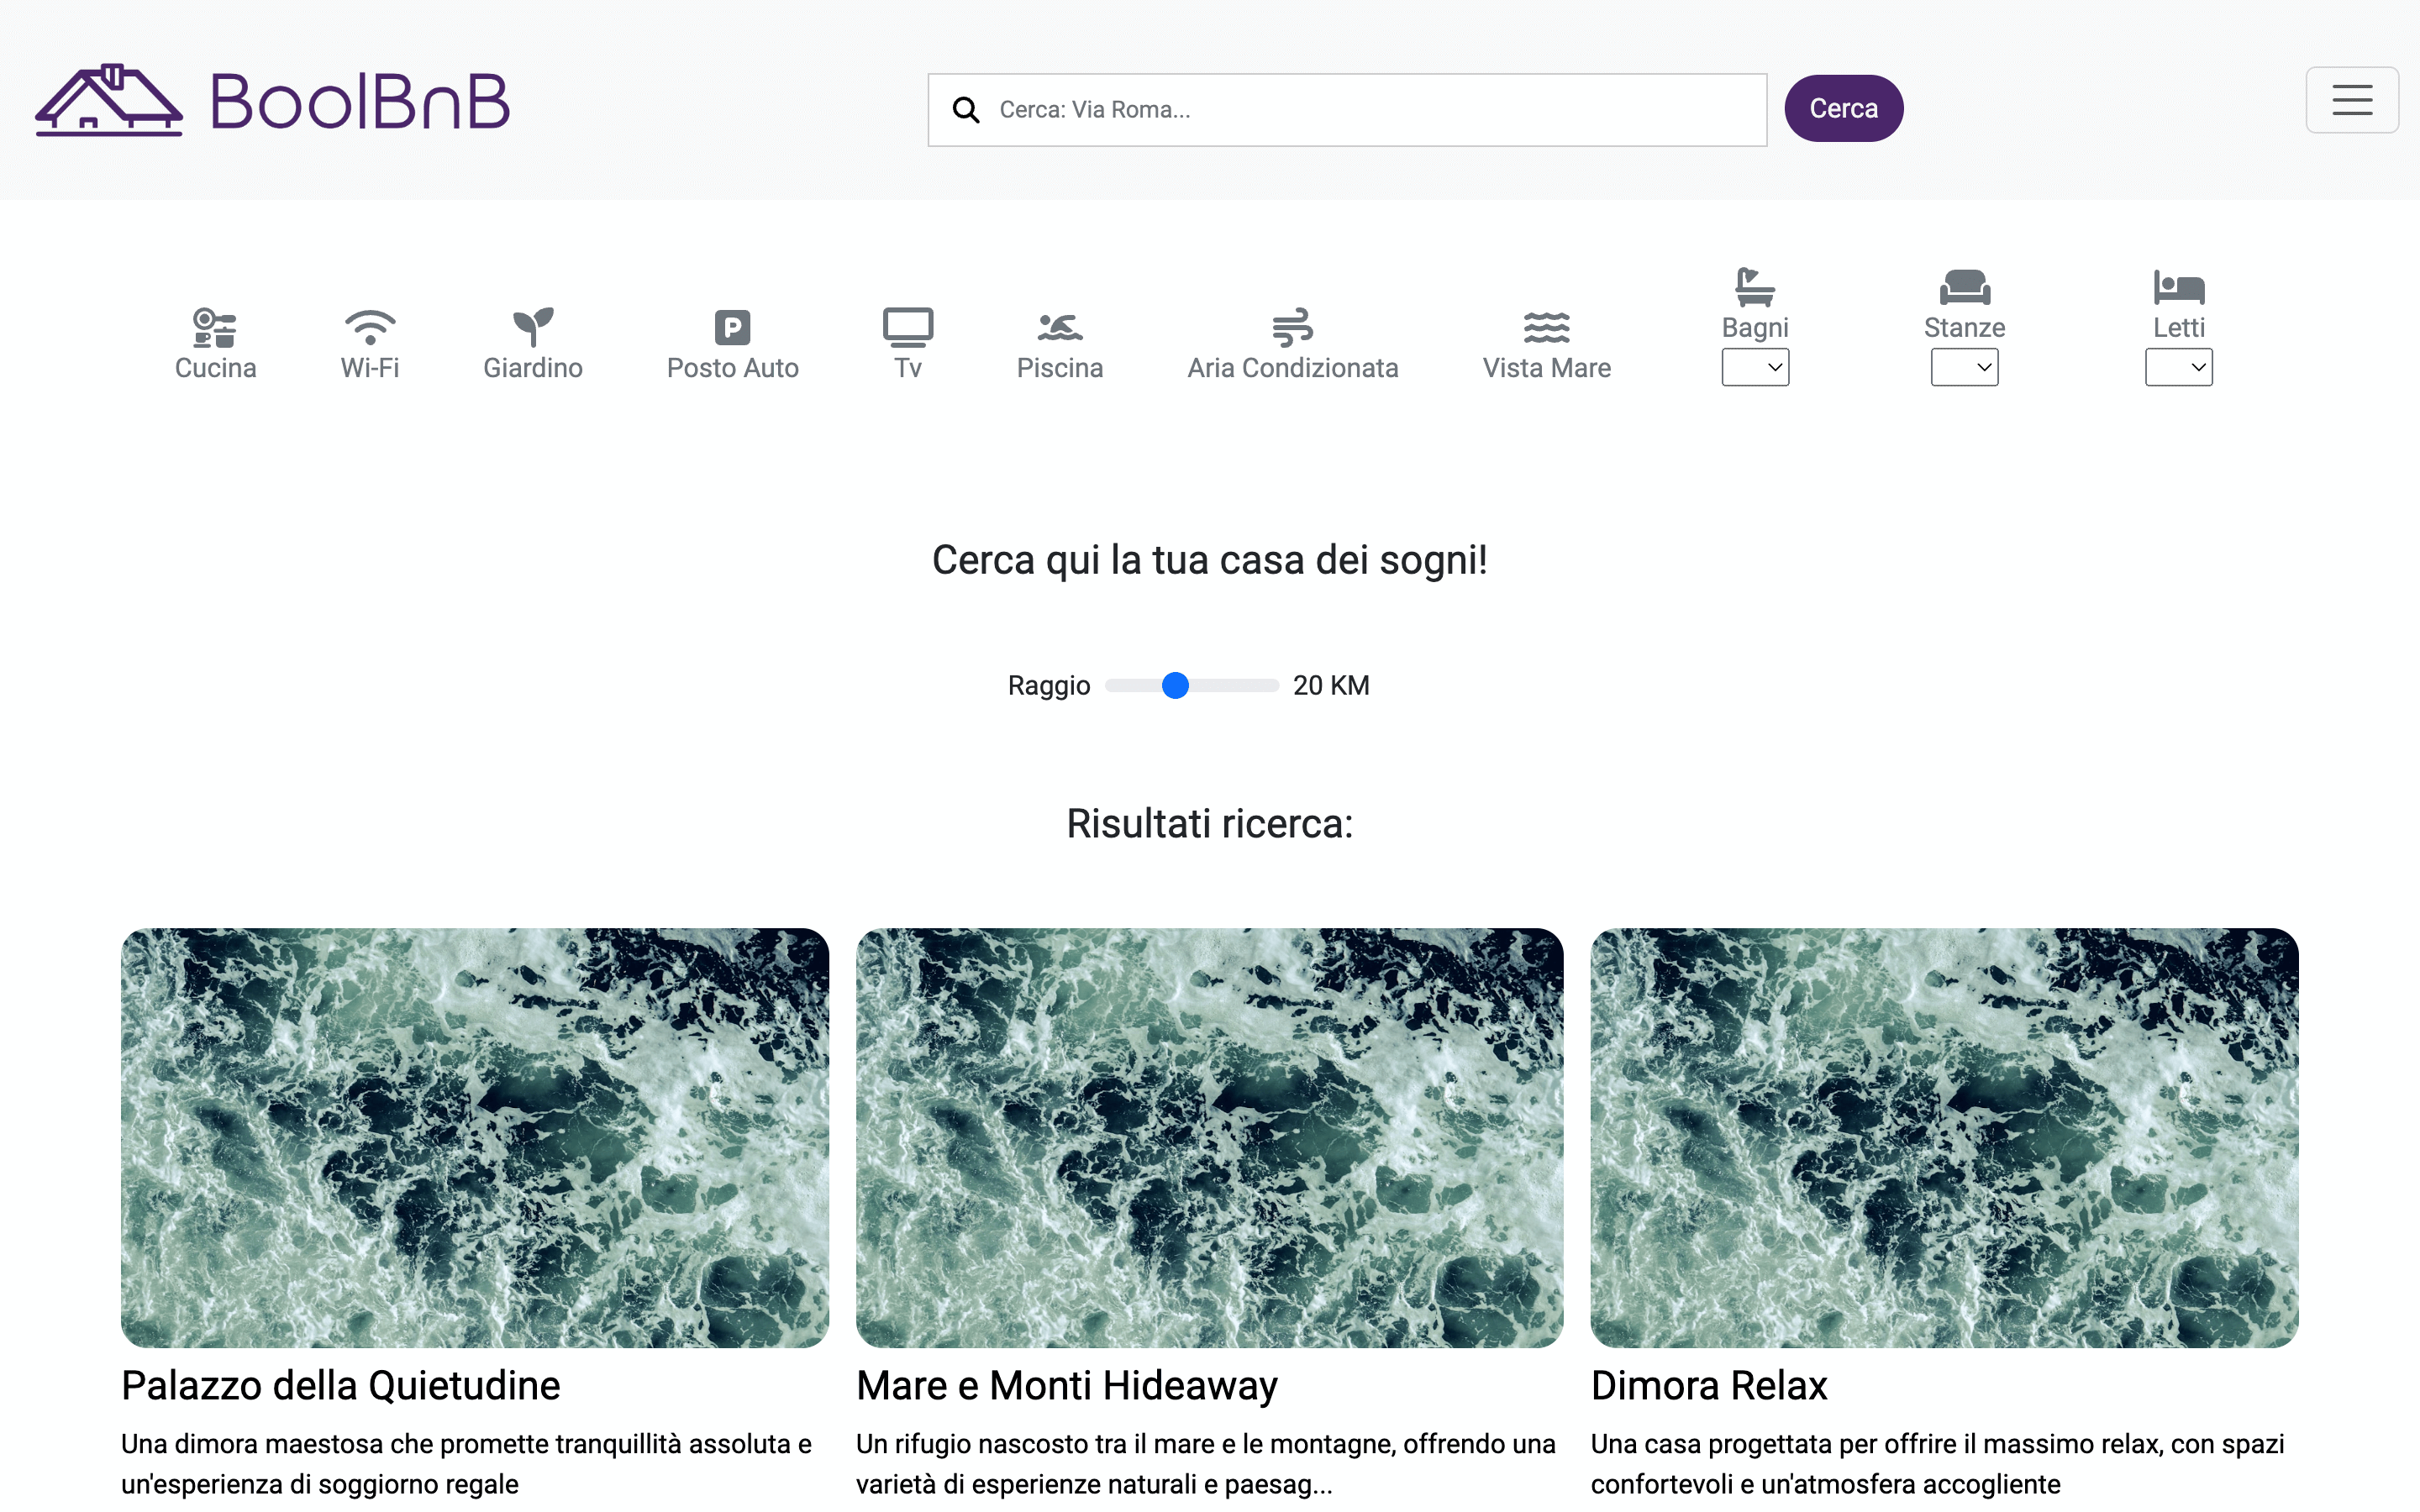 BoolBnB
Cerca: Via Roma...
Cerca
Cucina
Wi-Fi
Giardino
P
Posto Auto
Tv
Piscina
Aria Condizionata
Vista Mare
Bagni
Stanze
Letti
Cerca qui la tua casa dei sogni!
Raggio 20 KM
Risultati ricerca:
Palazzo della Quietudine
Una dimora maestosa che promette tranquillità assoluta e
un'esperienza di soggiorno regale
Mare e Monti Hideaway
Un rifugio nascosto tra il mare e le montagne, offrendo una
varietà di esperienze naturali e paesag...
Dimora Relax
Una casa progettata per offrire il massimo relax, con spazi
confortevoli e un'atmosfera accogliente